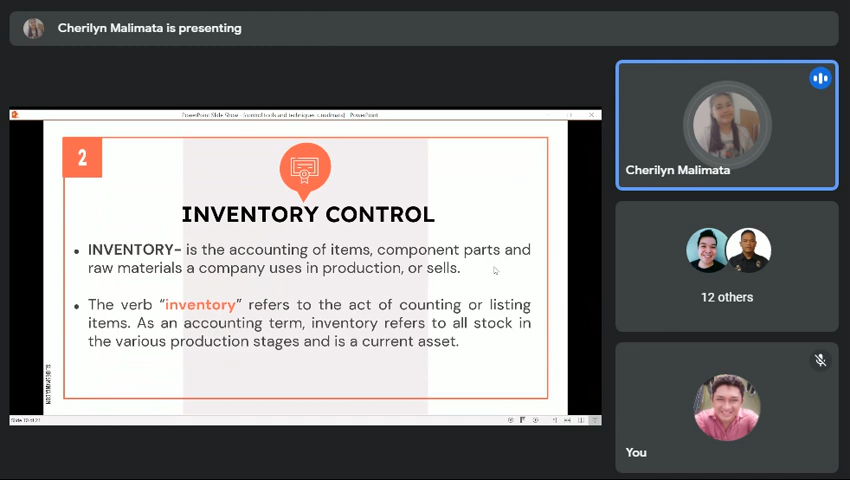 Cherilyn Malimata is presenting
2
INVENTORY CONTROL
• INVENTORY- is the accounting of items, component parts and
raw materials a company uses in production, or sells.
• The verb “inventory” refers to the act of counting or listing
items. As an accounting term, inventory refers to all stock in
the various production stages and is a current asset.
Cherilyn Malimata
12 others
You